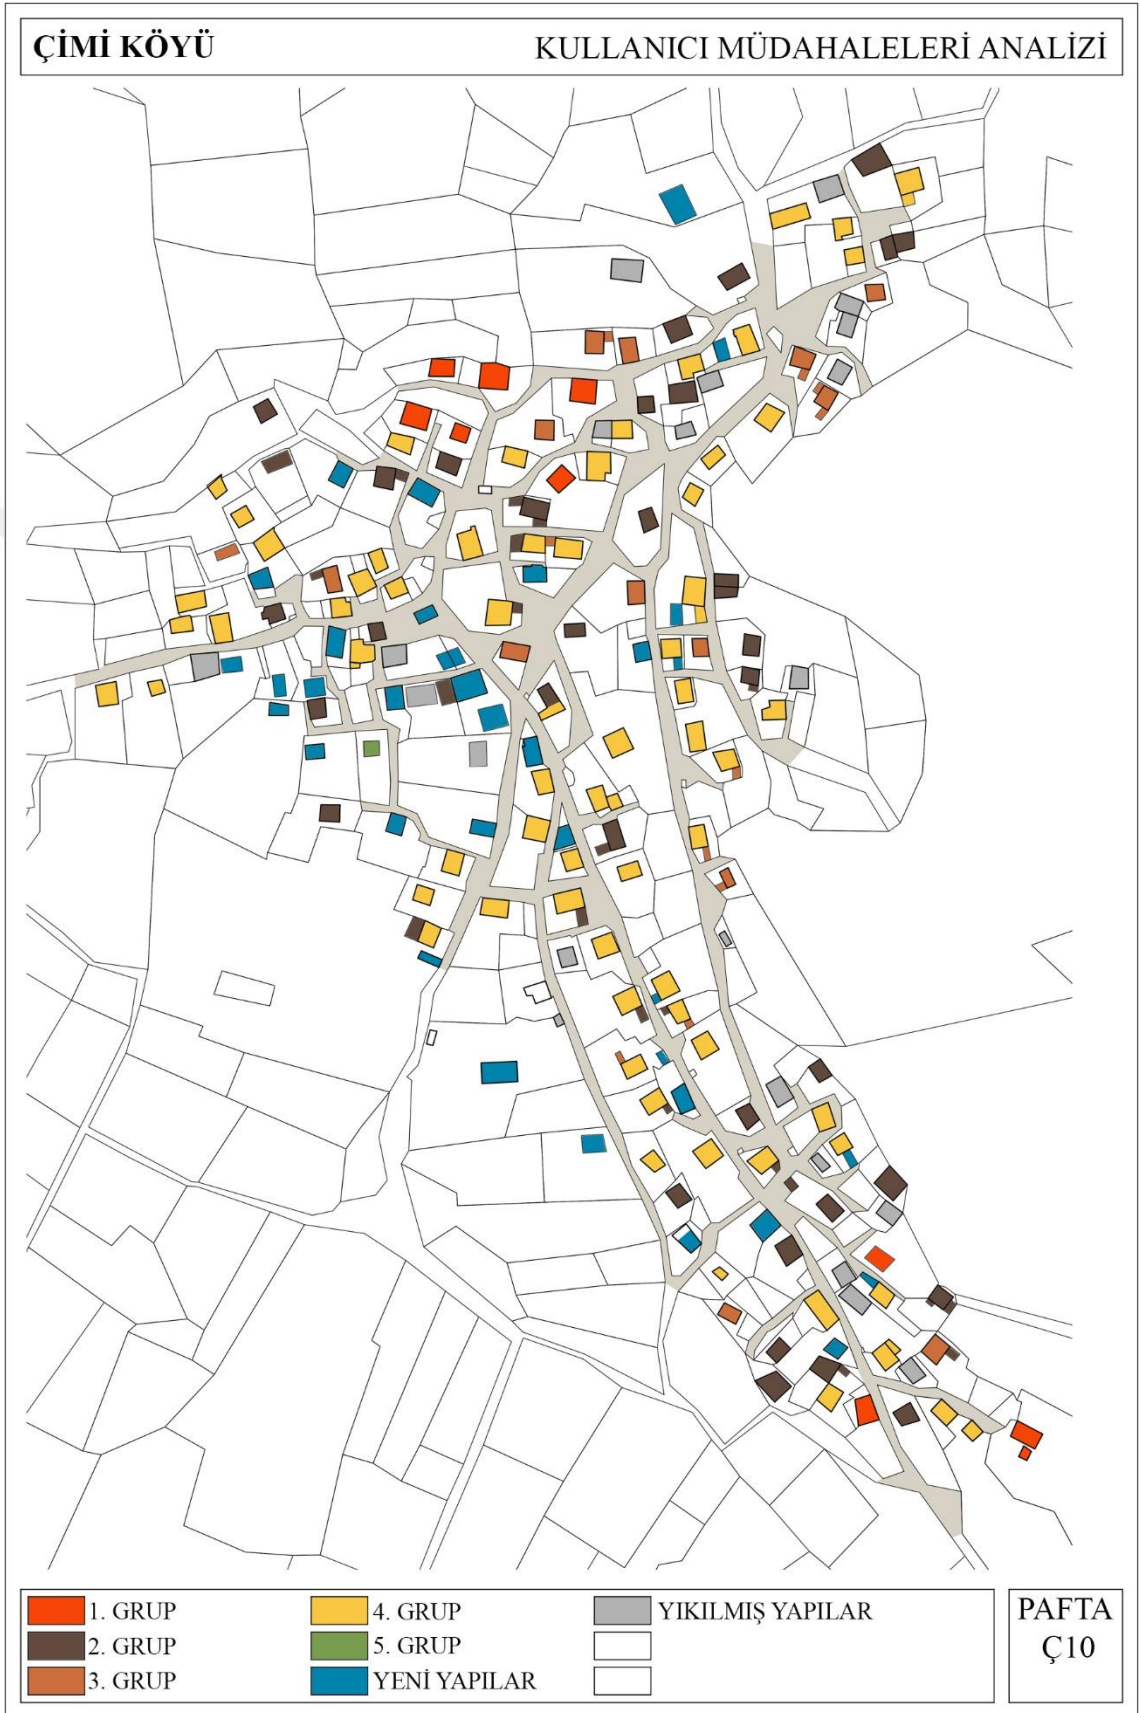 ÇİMİ KÖYÜ
KULLANICI MÜDAHALELERİ ANALİZİ
1. GRUP
2. GRUP
3. GRUP
4. GRUP
5. GRUP
YENİ YAPILAR
YIKILMIŞ YAPILAR
PAFTA
Ç10